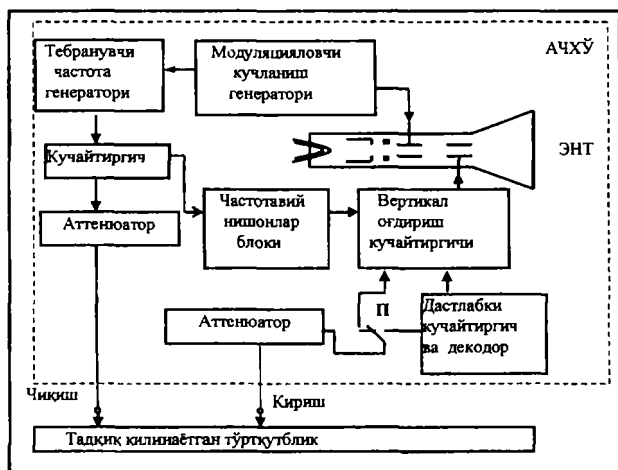 Тебранувчи
частота
генератори
Модуляцияловчи
кучланиш
генератори
АЧХЎ
ЭНТ
Кучайтиргич
Аттенюатор
Частотавий
нишонлар
блоки
Вертикал
оғдириш
кучайтиргичи
Аттенюатор
П
Дастлабки
кучайтиргич
ва декодор
Чиқиш
Кириш
Тадқиқ қилинаётган тўртқутблик